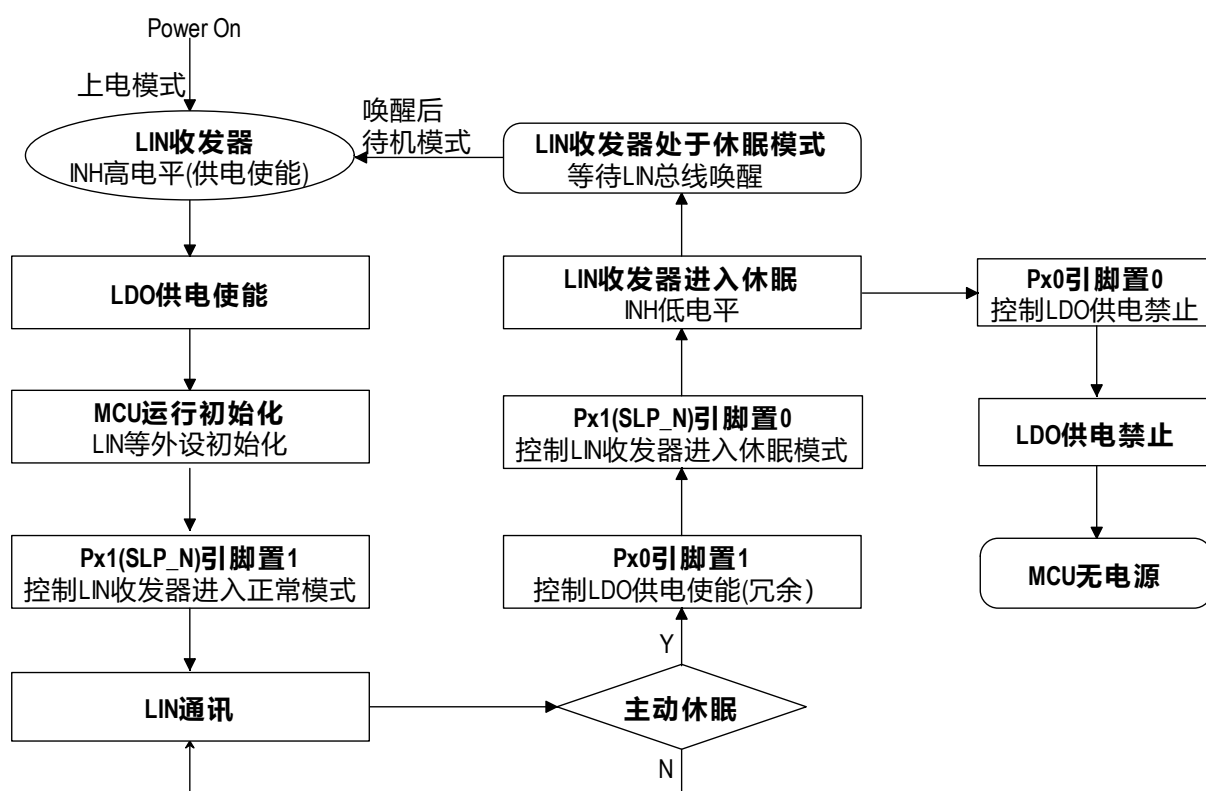 Power On
上电模式
LIN收发器
INH高电平(供电使能)
唤醒后
待机模式
LIN收发器处于休眠模式
等待LIN总线唤醒
LDO供电使能
LIN收发器进入休眠
INH低电平
Px0引脚置0
控制LDO供电禁止
MCU运行初始化
LIN等外设初始化
Px1(SLP_N)引脚置0
控制LIN收发器进入休眠模式
LDO供电禁止
Px1(SLP_N)引脚置1
控制LIN收发器进入正常模式
Px0引脚置1
控制LDO供电使能(冗余)
MCU无电源
Y
LIN通讯
主动休眠
N